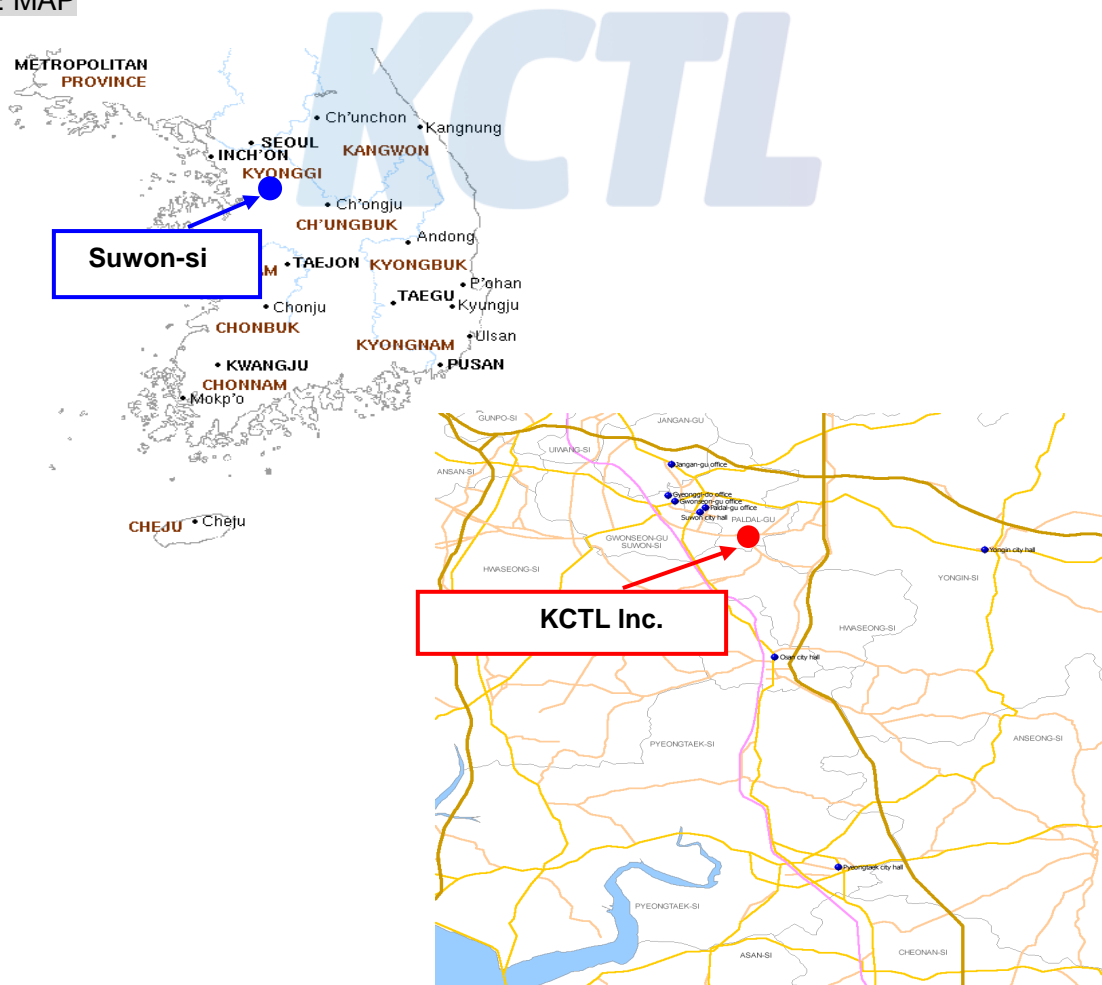 MAP
KCTL
METROPOLITAN
PROVINCE
Ch'unchon
Kangnung
SEOUL
INCH'ON
KANGWON
KYONGGI
Ch'ongju
CH'UNGBUK
Andong
Suwon-si
TAEJON
KYONGBUK
P'ohan
TAEGU
Kyungju
Chonju
CHONBUK
Ulsan
KYONGNAM
KWANGJU
PUSAN
CHONNAM
Mokp'o
CHEJU
Cheju
GUNPO-SI
JANGAN-GU
UIWANG-SI
Jangan-gu office
ANSAN-SI
Gyeonggi-do office
Gwonseon-gu office
Paldal-gu office
Suwon city hall
PALDAL-GU
GWONSEON-GU
SUWON-SI
Yongin city hall
HWASEONG-SI
YONGIN-SI
KCTL Inc.
HWASEONG-SI
Osan city hall
ANSEONG-SI
PYEONGTAEK-SI
Pyeongtaek city hall
PYEONGTAEK-SI
ASAN-SI
CHEONAN-SI